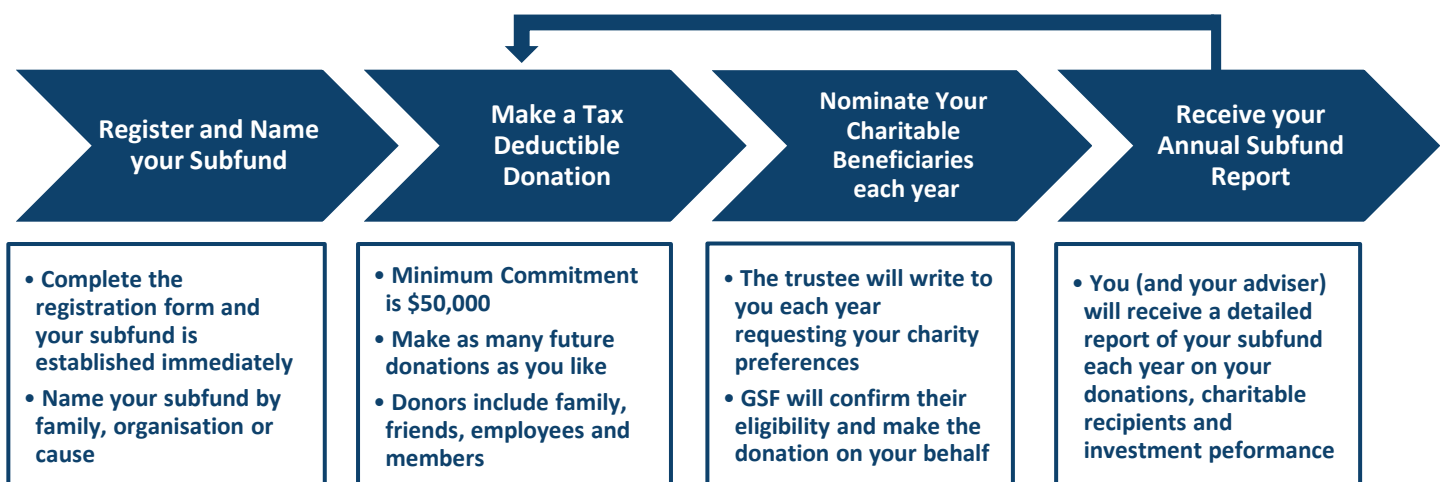 Register and Name
your Subfund
Make a Tax
Deductible
Donation
Nominate Your
Charitable
Beneficiaries
each year
Receive your
Annual Subfund
Report
• Complete the
registration form and
your subfund is
established immediately
• Name your subfund by
family, organisation or
cause
• Minimum Commitment
is $50,000
• Make as many future
donations as you like
• Donors include family,
friends, employees and
members
• The trustee will write to
you each year
requesting your charity
preferences
• GSF will confirm their
eligibility and make the
donation on your behalf
• You (and your adviser)
will receive a detailed
report of your subfund
each year on your
donations, charitable
recipients and
investment peformance